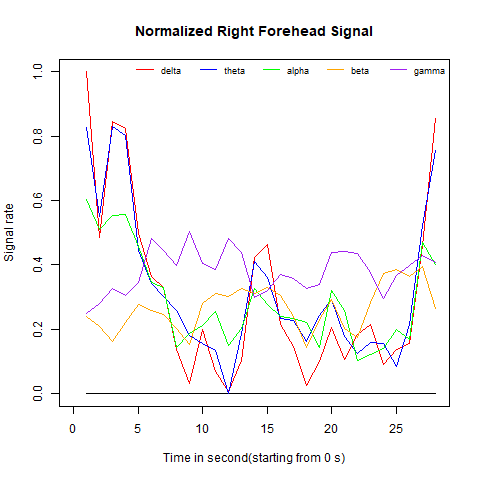 Normalized Right Forehead Signal
delta theta alpha beta gamma
1.0
0.8
0.6
0.4
0.2
0.0
Signal rate
0 5 10 15 20 25
Time in second(starting from 0 s)